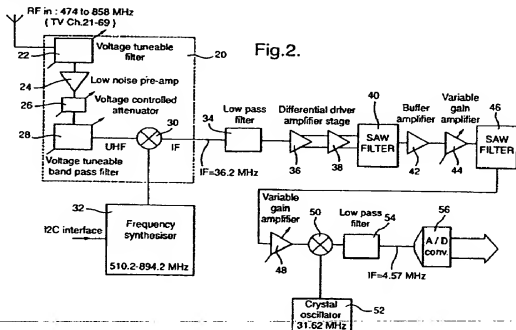 RF in : 474 to 858 MHz
( TV Ch.21-69)
Fig.2.
20
22
Voltage tuneable
filter
24
Low noise pre-amp
26
Voltage controlled
attenuator
28
UHF
30
IF
Voltage tuneable
band pass filter
IF=36.2 MHz
34
Low pass
filter
Differential driver
amplifier stage
36
38
40
SAW
FILTER
Buffer
amplifier
42
Variable
gain
amplifier
44
46
SAW
FILTER
32
Frequency
synthesiser
510.2-894.2 MHz
I2C interface
Variable
gain
amplifier
48
50
Low pass
filter
54
56
A / D
conv.
IF=4.57 MHz
Crystal
oscillator
31.62 MHz
52